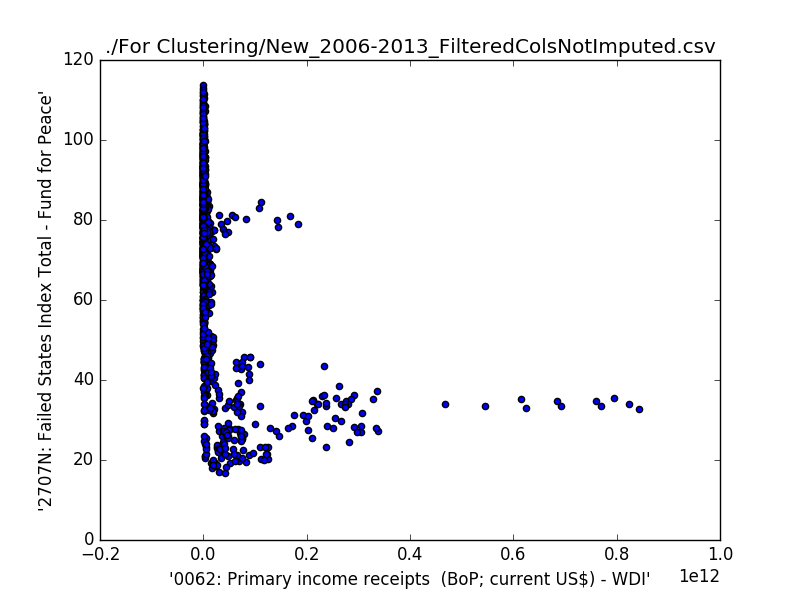 ./For Clustering/New_2006-2013_FilteredColsNotImputed.csv
120
100
80
60
40
20
0
'2707N: Failed States Index Total - Fund for Peace'
−0.2 0.0 0.2 0.4 0.6 0.8 1.0
1e12
'0062: Primary income receipts  (BoP; current US$) - WDI'